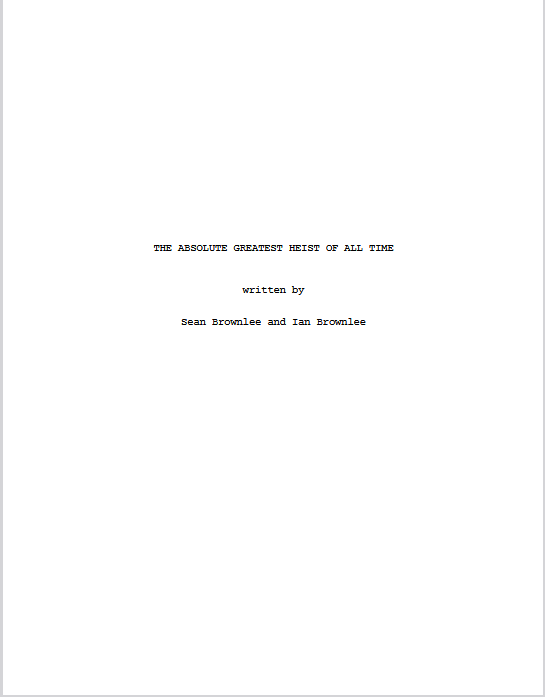 THE ABSOLUTE GREATEST HEIST OF ALL TIME
written by
Sean Brownlee and Ian Brownlee